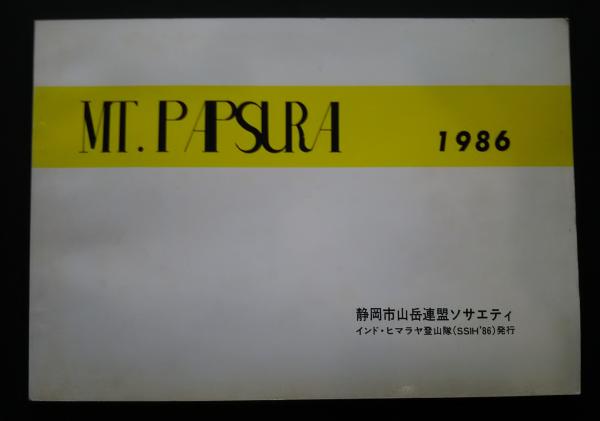 MT. PAPSURA 1986
静岡市山岳連盟ソサエティ
インド・ヒマラヤ登山隊(SSIH'86)発行